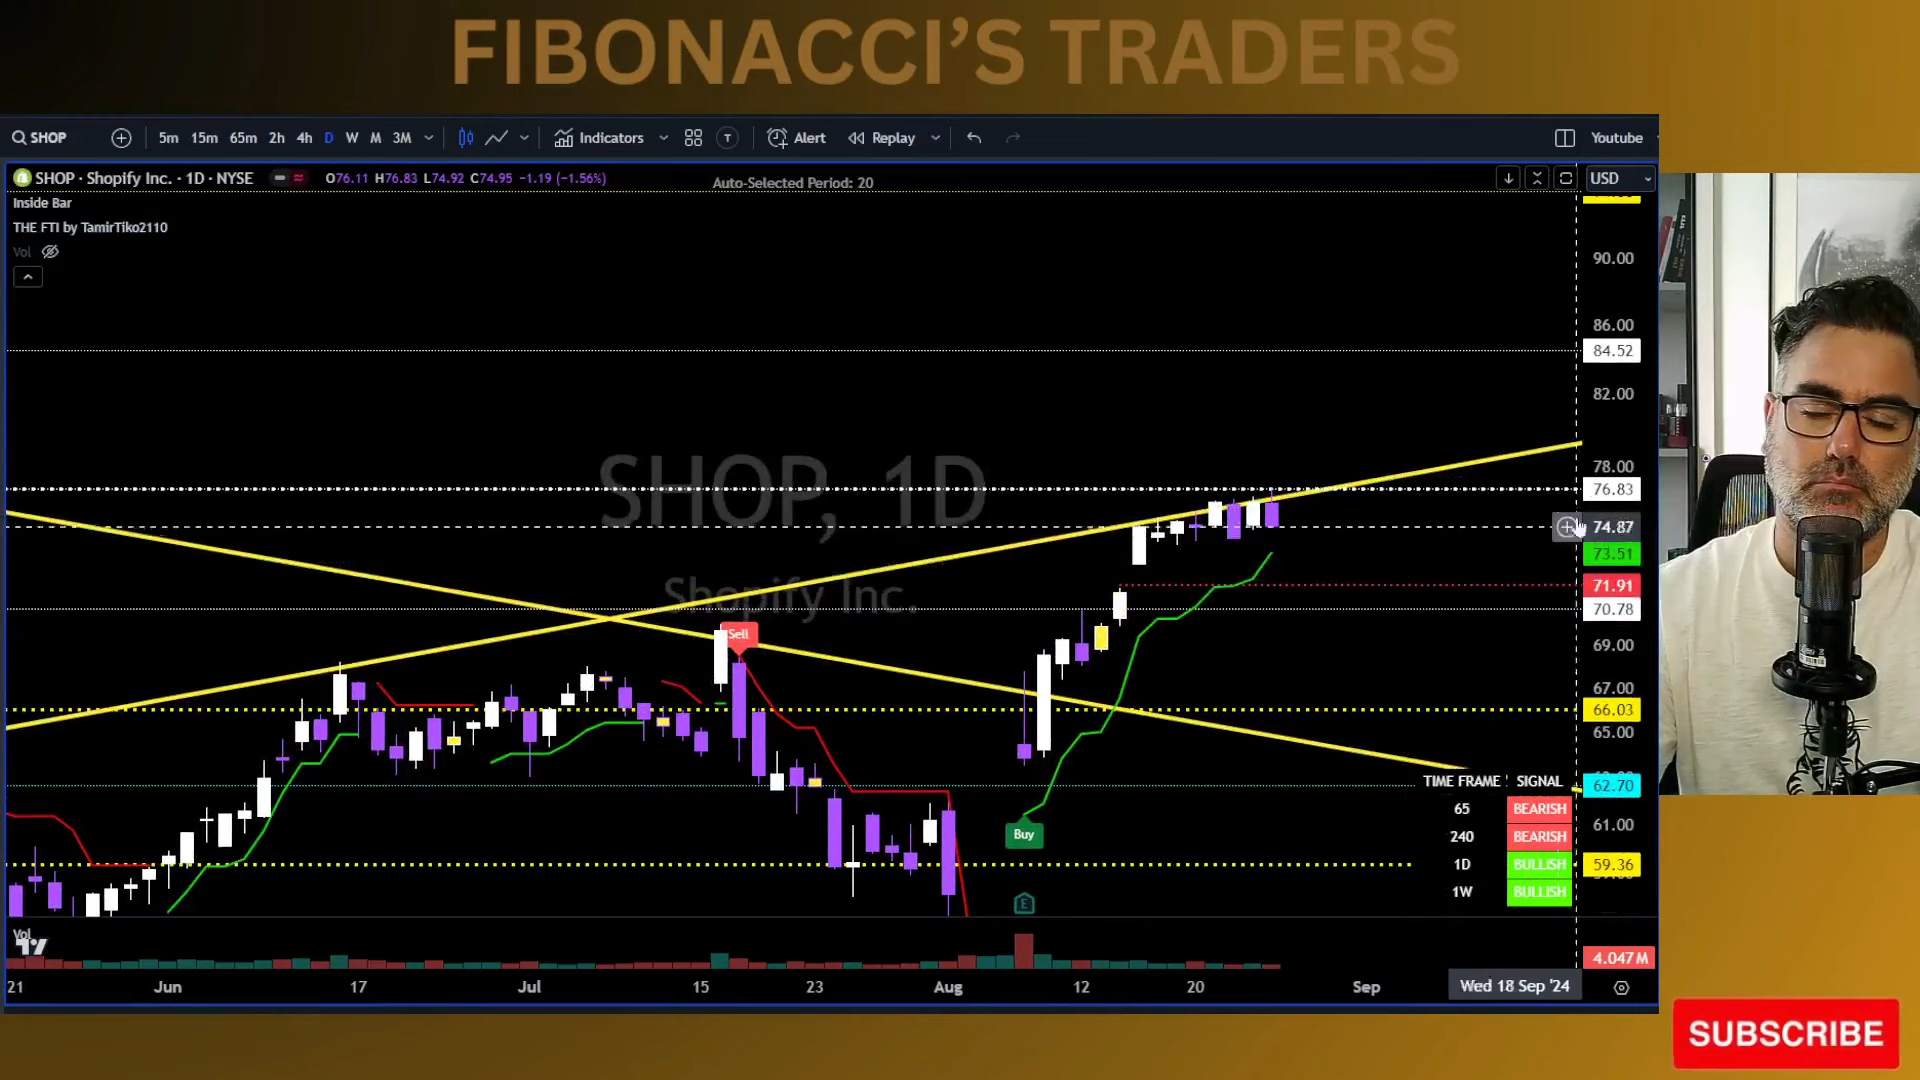 FIBONACCI'S TRADERS
SHOP 5m 15m 65m 2h 4h D W M 3M Indicators T Alert Replay Youtube
SHOP · Shopify Inc. · 1D · NYSE O76.11 H76.83 L74.92 C74.95 −1.19 (−1.56%) USD
Auto-Selected Period: 20
Inside Bar
THE FTI by TamirTiko2110
Vol
90.00
86.00
84.52
82.00
SHOP, 1D
78.00
76.83
74.87
73.51
Shopify Inc.
71.91
70.78
Sell
69.00
67.00
66.03
65.00
TIME FRAME SIGNAL
62.70
65 BEARISH
61.00
Buy
240 BEARISH
1D BULLISH
59.36
1W BULLISH
E
Vol
4.047M
21 Jun 17 Jul 15 23 Aug 12 20 Sep Wed 18 Sep '24
SUBSCRIBE